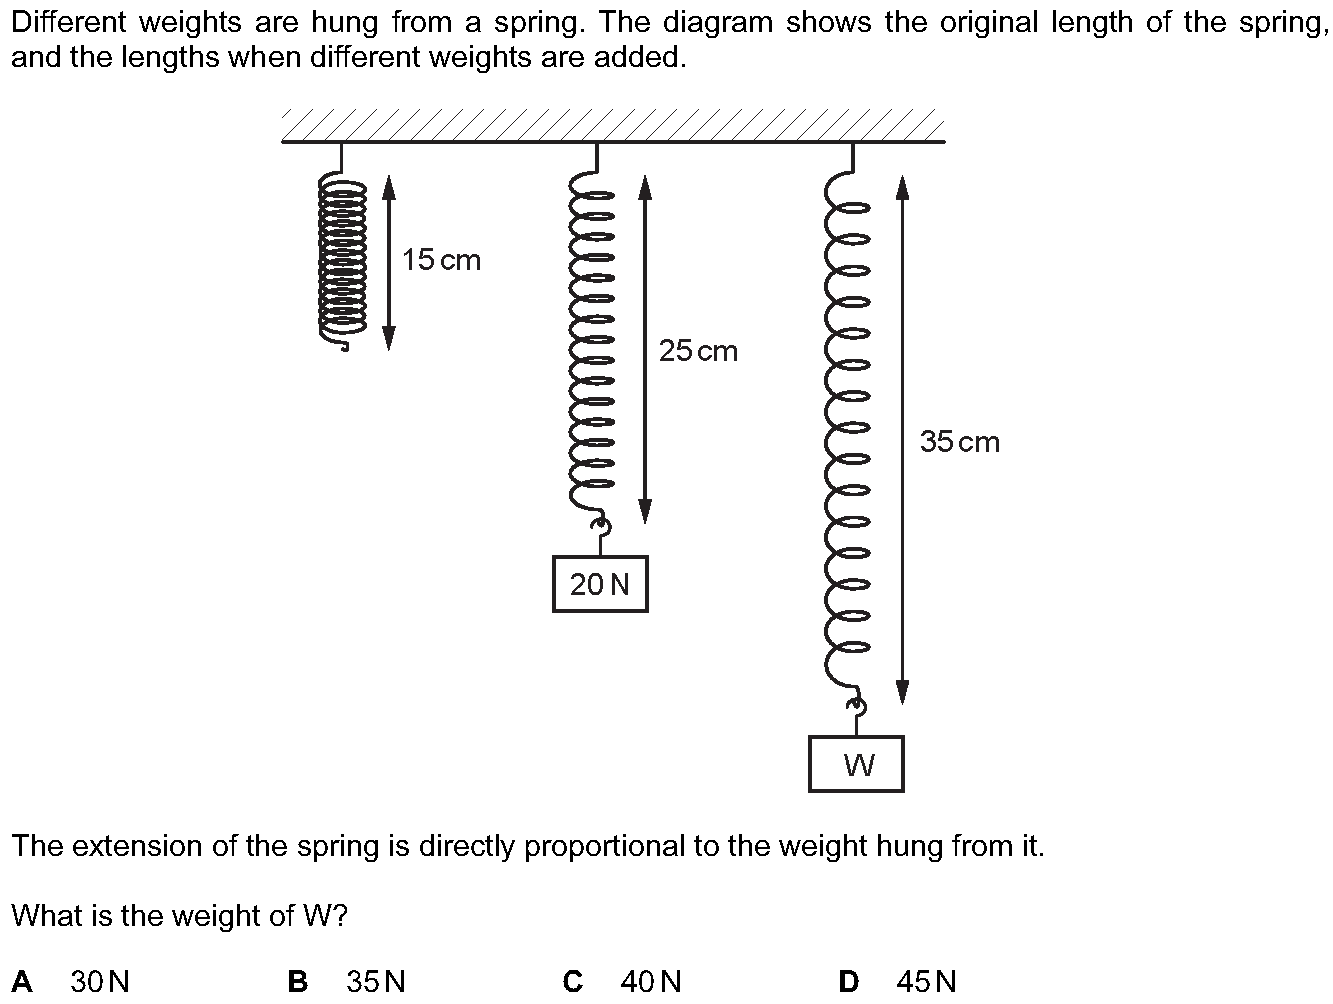 Different weights are hung from a spring. The diagram shows the original length of the spring,
and the lengths when different weights are added.
15 cm
25 cm
35 cm
20 N
W
The extension of the spring is directly proportional to the weight hung from it.
What is the weight of W?
A 30 N B 35 N C 40 N D 45 N